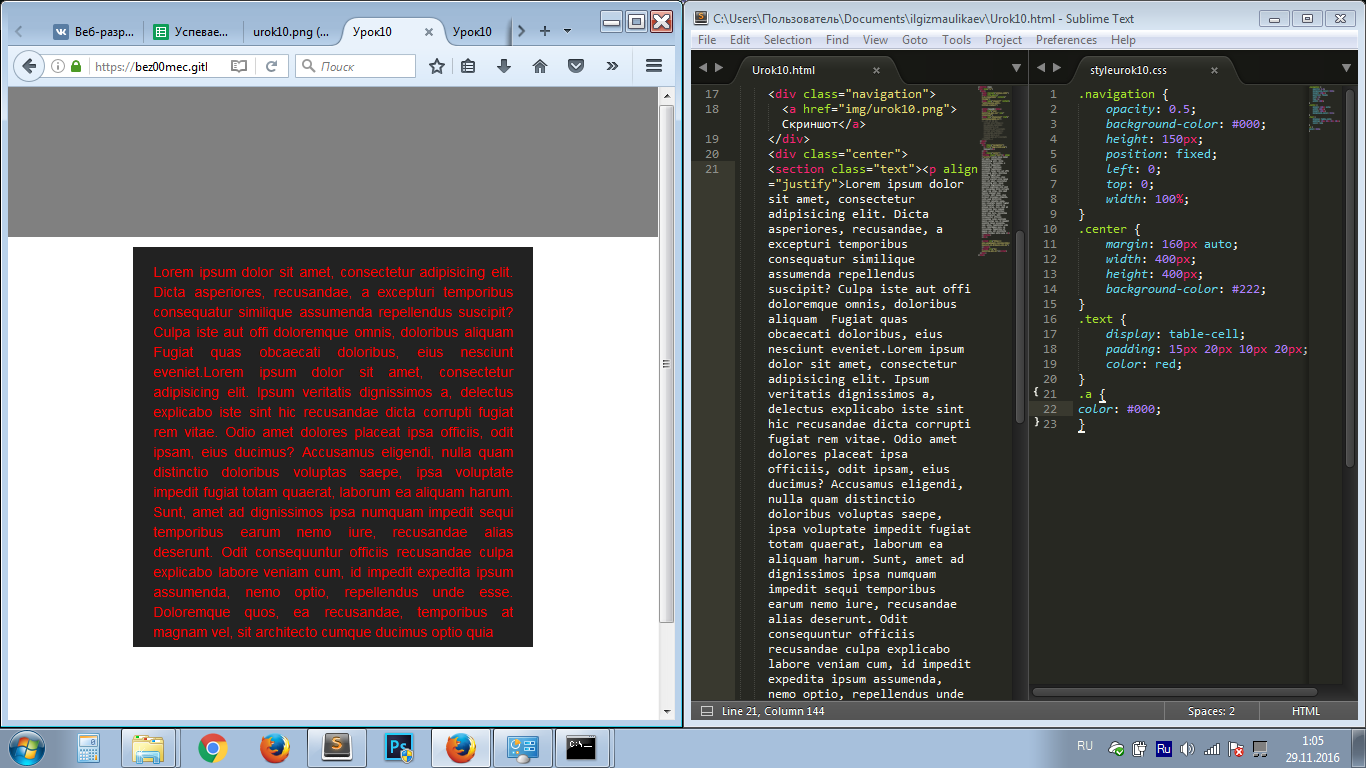 Веб-разр...
Успевае...
urok10.png (...
Урок10
Урок10
https://bez00mec.gitl
Поиск
Lorem ipsum dolor sit amet, consectetur adipisicing elit.
Dicta asperiores, recusandae, a excepturi temporibus
consequatur similique assumenda repellendus suscipit?
Culpa iste aut offi doloremque omnis, doloribus aliquam
Fugiat quas obcaecati doloribus, eius nesciunt
eveniet.Lorem ipsum dolor sit amet, consectetur
adipisicing elit. Ipsum veritatis dignissimos a, delectus
explicabo iste sint hic recusandae dicta corrupti fugiat
rem vitae. Odio amet dolores placeat ipsa officiis, odit
ipsam, eius ducimus? Accusamus eligendi, nulla quam
distinctio doloribus voluptas saepe, ipsa voluptate
impedit fugiat totam quaerat, laborum ea aliquam harum.
Sunt, amet ad dignissimos ipsa numquam impedit sequi
temporibus earum nemo iure, recusandae alias
deserunt. Odit consequuntur officiis recusandae culpa
explicabo labore veniam cum, id impedit expedita ipsum
assumenda, nemo optio, repellendus unde esse.
Doloremque quos, ea recusandae, temporibus at
magnam vel, sit architecto cumque ducimus optio quia
C:\Users\Пользователь\Documents\ilgizmaulikaev\Urok10.html - Sublime Text
File Edit Selection Find View Goto Tools Project Preferences Help
Urok10.html
17 <div class="navigation">
18 <a href="img/urok10.png">
Скриншот</a>
19 </div>
20 <div class="center">
21 <section class="text"><p align
="justify">Lorem ipsum dolor
sit amet, consectetur
adipisicing elit. Dicta
asperiores, recusandae, a
excepturi temporibus
consequatur similique
assumenda repellendus
suscipit? Culpa iste aut offi
doloremque omnis, doloribus
aliquam  Fugiat quas
obcaecati doloribus, eius
nesciunt eveniet.Lorem ipsum
dolor sit amet, consectetur
adipisicing elit. Ipsum
veritatis dignissimos a,
delectus explicabo iste sint
hic recusandae dicta corrupti
fugiat rem vitae. Odio amet
dolores placeat ipsa
officiis, odit ipsam, eius
ducimus? Accusamus eligendi,
nulla quam distinctio
doloribus voluptas saepe,
ipsa voluptate impedit fugiat
totam quaerat, laborum ea
aliquam harum. Sunt, amet ad
dignissimos ipsa numquam
impedit sequi temporibus
earum nemo iure, recusandae
alias deserunt. Odit
consequuntur officiis
recusandae culpa explicabo
labore veniam cum, id impedit
expedita ipsum assumenda,
nemo optio, repellendus unde
styleurok10.css
1 .navigation {
2 opacity: 0.5;
3 background-color: #000;
4 height: 150px;
5 position: fixed;
6 left: 0;
7 top: 0;
8 width: 100%;
9 }
10 .center {
11 margin: 160px auto;
12 width: 400px;
13 height: 400px;
14 background-color: #222;
15 }
16 .text {
17 display: table-cell;
18 padding: 15px 20px 10px 20px;
19 color: red;
20 }
21 .a {
22 color: #000;
23 }
Line 21, Column 144
Spaces: 2
HTML
Ps
C:\
RU
Ru
1:05
29.11.2016